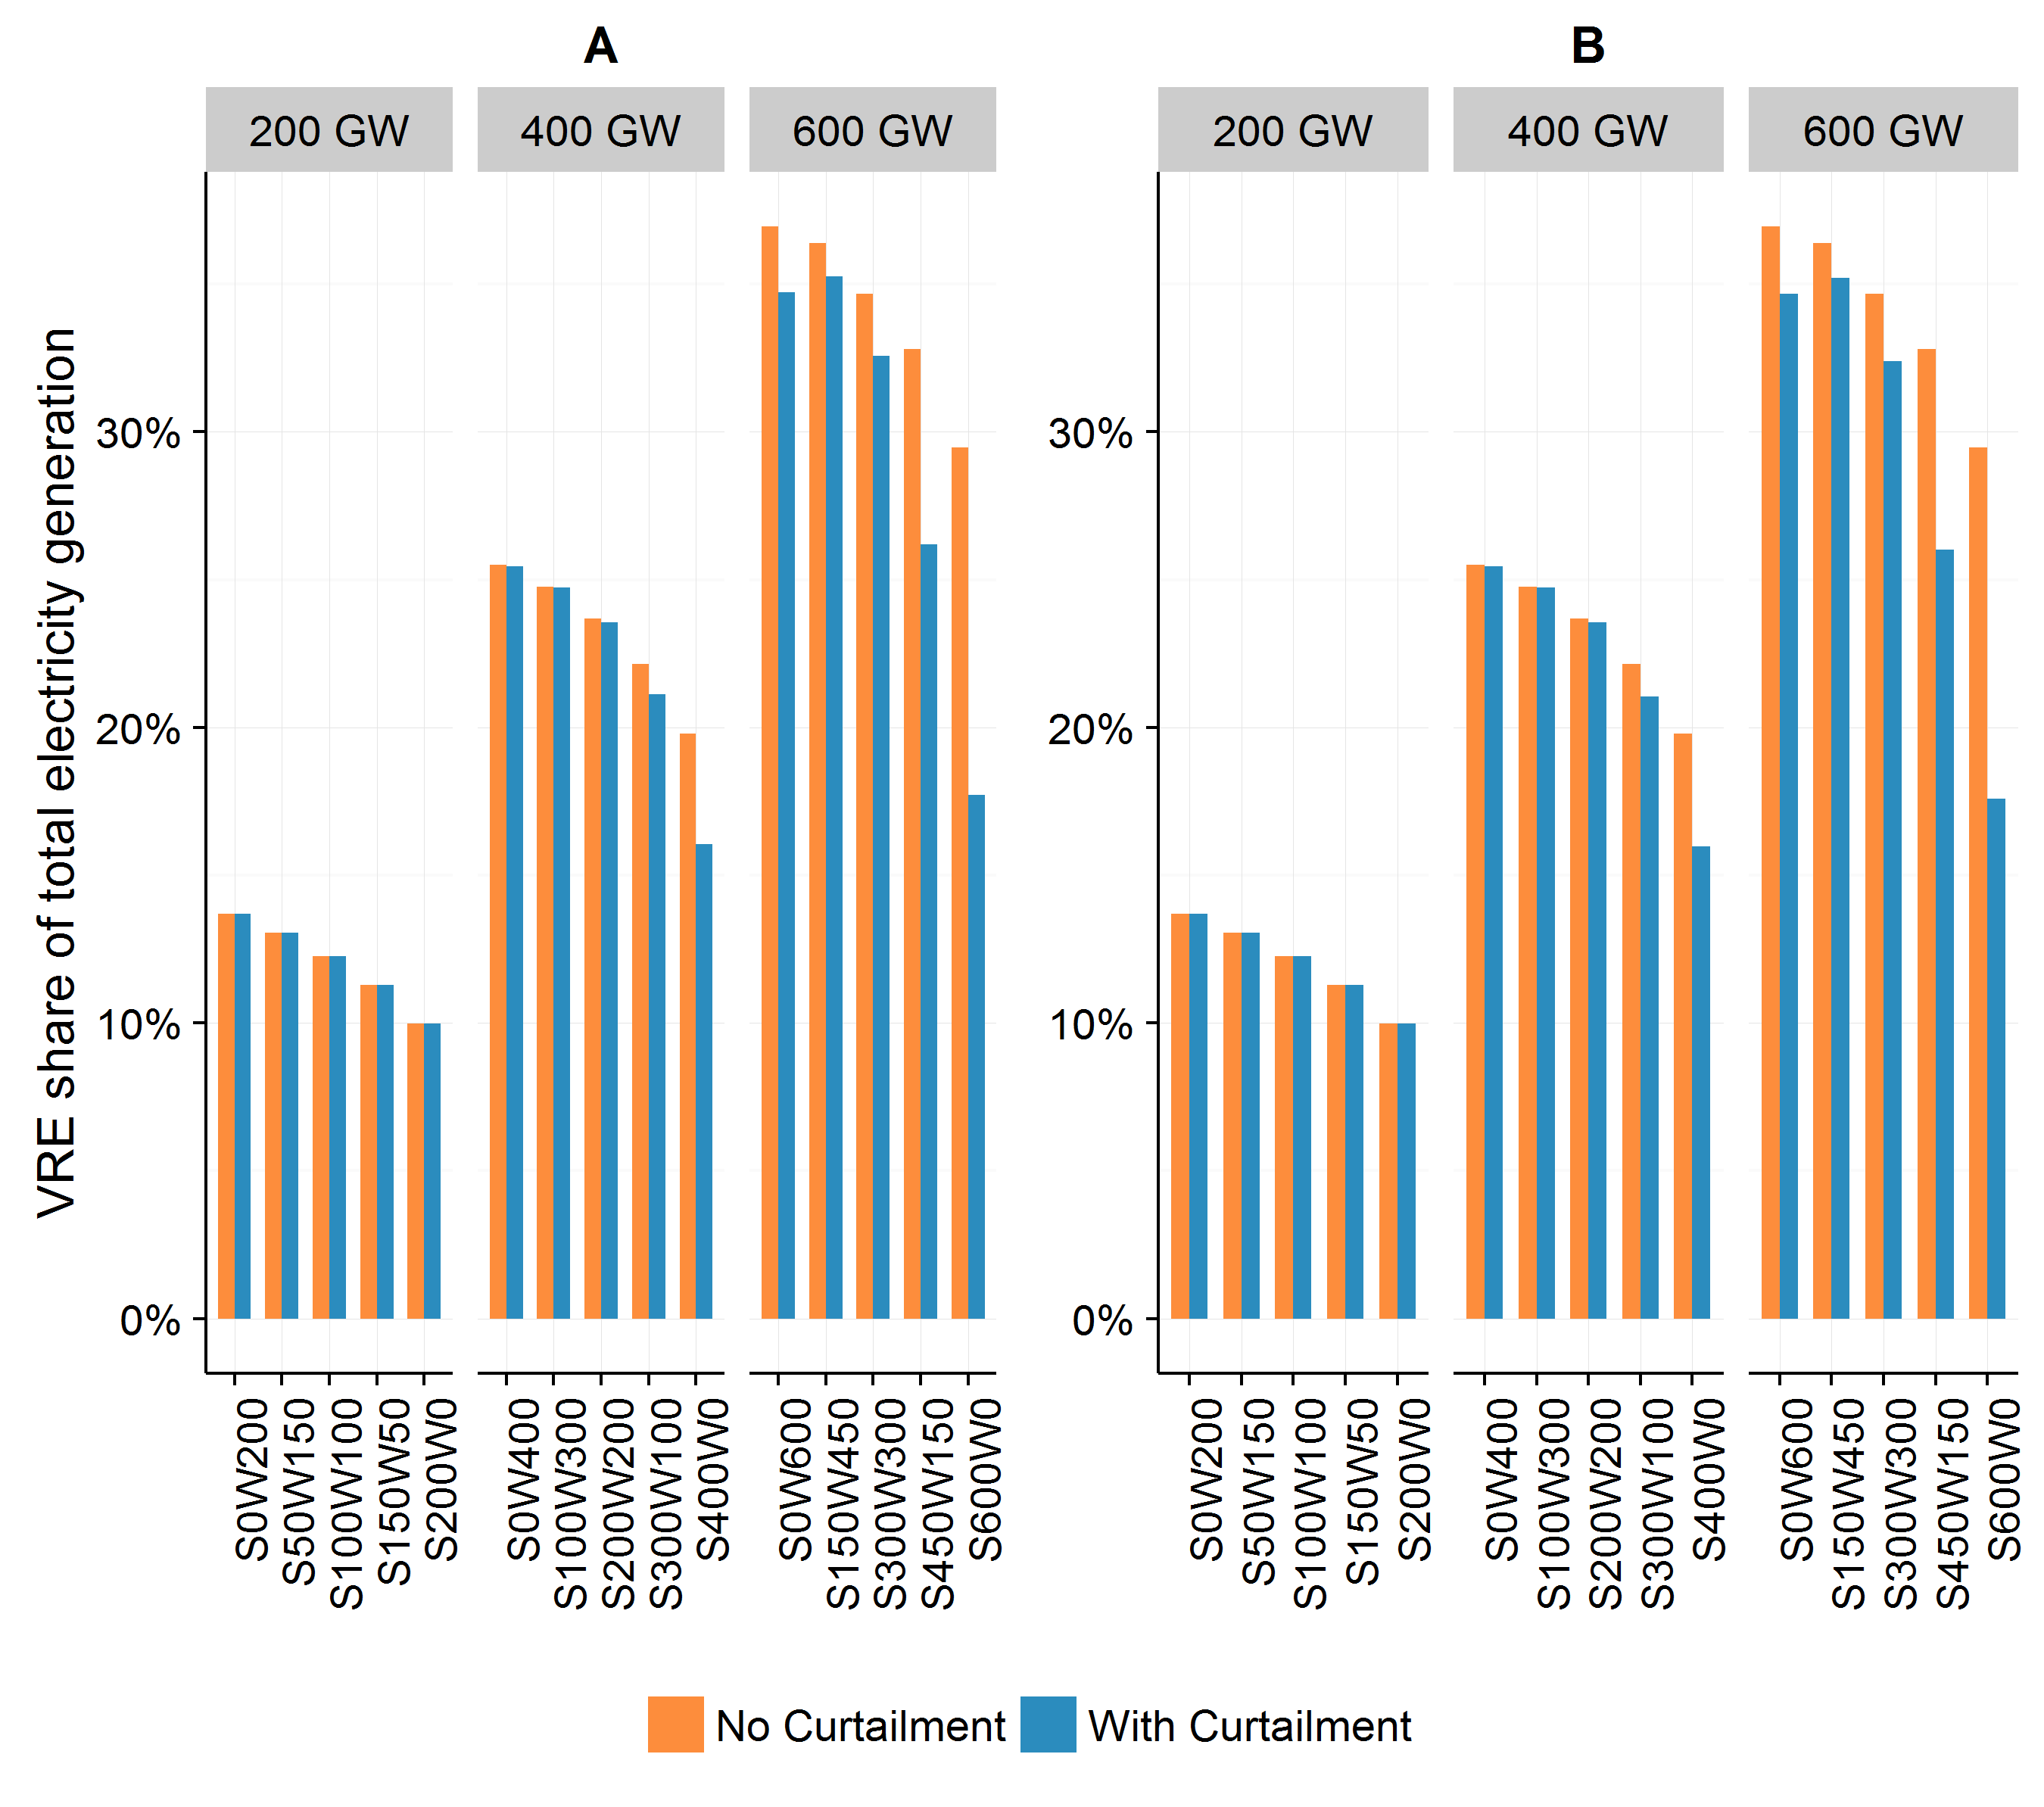 A
B
200 GW
400 GW
600 GW
200 GW
400 GW
600 GW
VRE share of total electricity generation
30%
20%
10%
0%
30%
20%
10%
0%
S0W200
S50W150
S100W100
S150W50
S200W0
S0W400
S100W300
S200W200
S300W100
S400W0
S0W600
S150W450
S300W300
S450W150
S600W0
S0W200
S50W150
S100W100
S150W50
S200W0
S0W400
S100W300
S200W200
S300W100
S400W0
S0W600
S150W450
S300W300
S450W150
S600W0
No Curtailment
With Curtailment